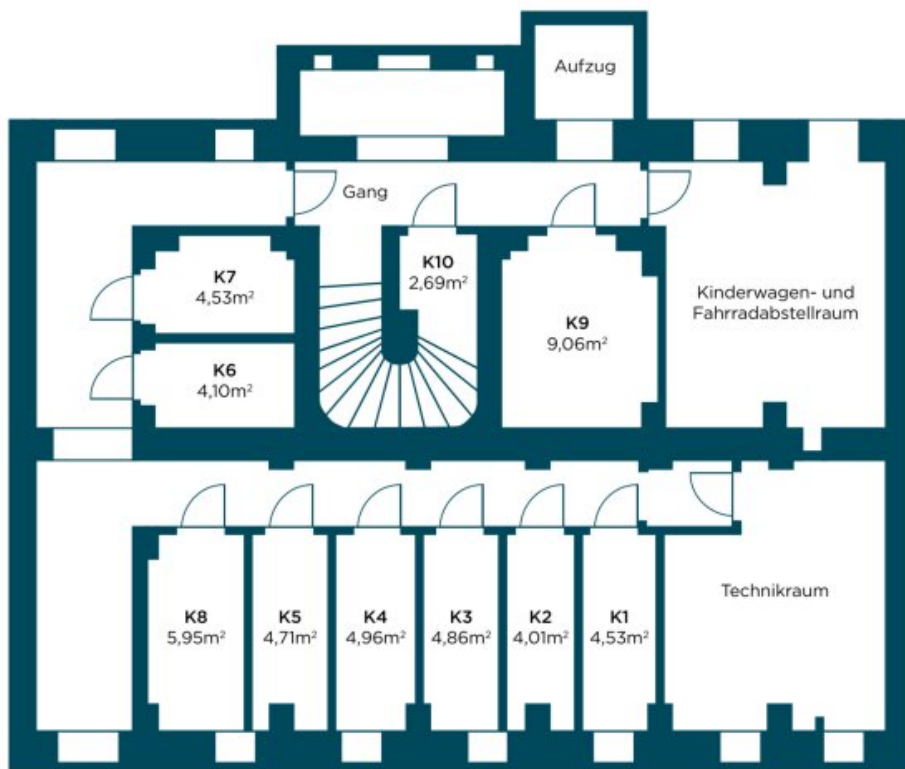 Aufzug
Gang
K7
4,53m²
K10
2,69m²
Kinderwagen- und
Fahrradabstellraum
K9
9,06m²
K6
4,10m²
Technikraum
K8
5,95m²
K5
4,71m²
K4
4,96m²
K3
4,86m²
K2
4,01m²
K1
4,53m²